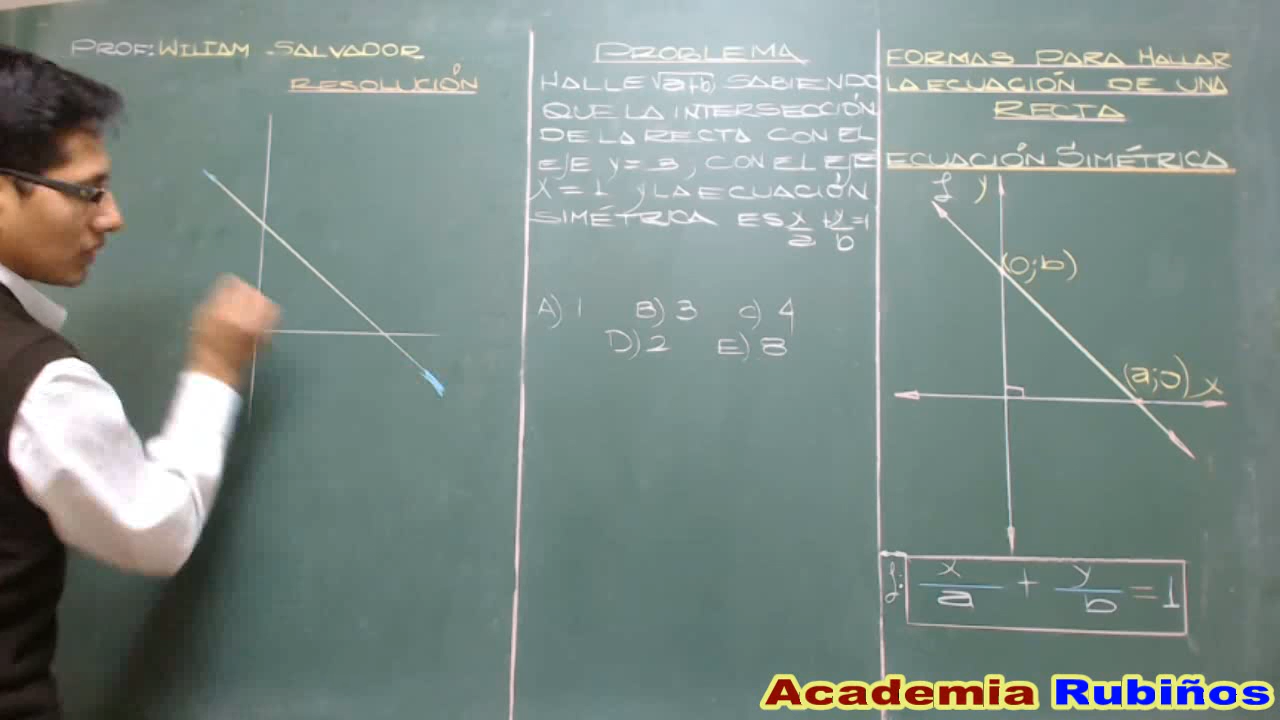 PROF: WILIAM SALVADOR
RESOLUCIÓN
PROBLEMA
HALLE √(a+b) SABIENDO
QUE LA INTERSECCIÓN
DE LA RECTA CON EL
EJE Y = 3, CON EL EJE
X = 1 Y LA ECUACIÓN
SIMÉTRICA ES x/a + y/b = 1
A) 1 B) 3 C) 4
D) 2 E) 8
FORMAS PARA HALLAR
LA ECUACIÓN DE UNA
RECTA
ECUACIÓN SIMÉTRICA
L y
(0;b)
(a;0) x
L: x/a + y/b = 1
Academia Rubiños